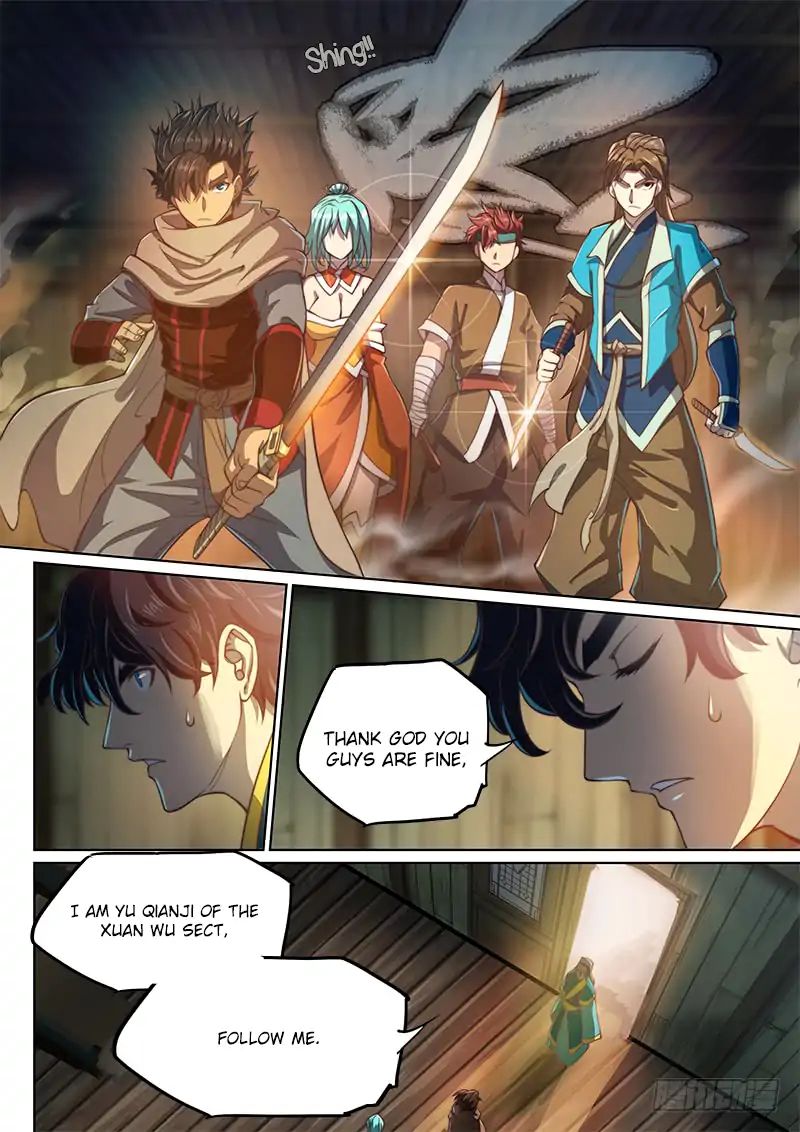 Shing!!
THANK GOD YOU
GUYS ARE FINE,
I AM YU QIANJI OF THE
XUAN WU SECT,
FOLLOW ME.